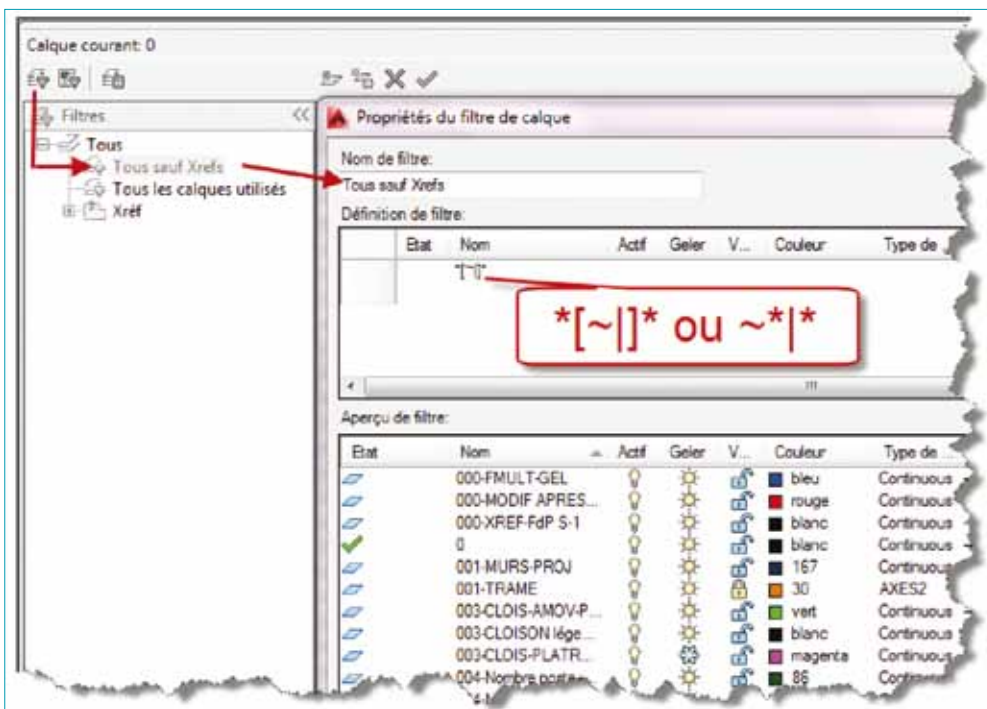 Calque courant: 0
Filtres
Tous
Tous sauf Xrefs
Tous les calques utilisés
Xréf
Propriétés du filtre de calque
Nom de filtre:
Tous sauf Xrefs
Définition de filtre:
Etat Nom Actif Geler V... Couleur Type de
*[~|]* ou ~*|*
Aperçu de filtre:
Etat Nom Actif Geler V... Couleur Type de ...
000-FMULT-GEL bleu Continuous
000-MODIF APRES... rouge Continuous
000-XREF-FdP S-1 blanc Continuous
0 blanc Continuous
001-MURS-PROJ 167 Continuous
001-TRAME 30 AXES2
003-CLOIS-AMOV-P... vert Continuous
003-CLOISON lége... blanc Continuous
003-CLOIS-PLATR... magenta Continuous
004-Nombre 86 Continuous